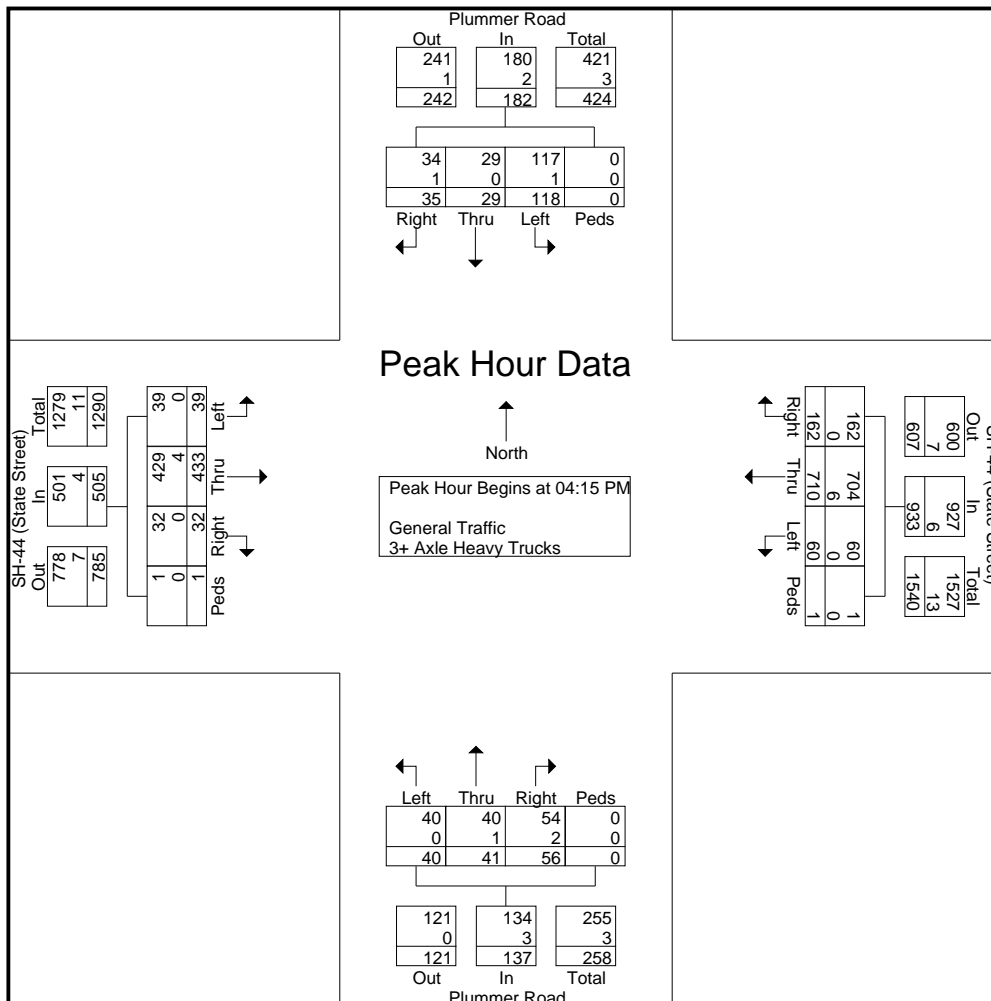 Plummer Road
Out In Total
241 180 421
1 2 3
242 182 424
34 29 117 0
1 0 1 0
35 29 118 0
Right Thru Left Peds
Peak Hour Data
North
Peak Hour Begins at 04:15 PM
General Traffic
3+ Axle Heavy Trucks
SH-44 (State Street)
Out In Total
778 501 1279
7 4 11
785 505 1290
Left Thru Right Peds
39 429 32 1
0 4 0 0
39 433 32 1
SH-44 (State Street)
Out In Total
600 927 1527
7 6 13
607 933 1540
162 704 60 1
0 6 0 0
162 710 60 1
Right Thru Left Peds
Left Thru Right Peds
40 40 54 0
0 1 2 0
40 41 56 0
121 134 255
0 3 3
121 137 258
Out In Total
Plummer Road